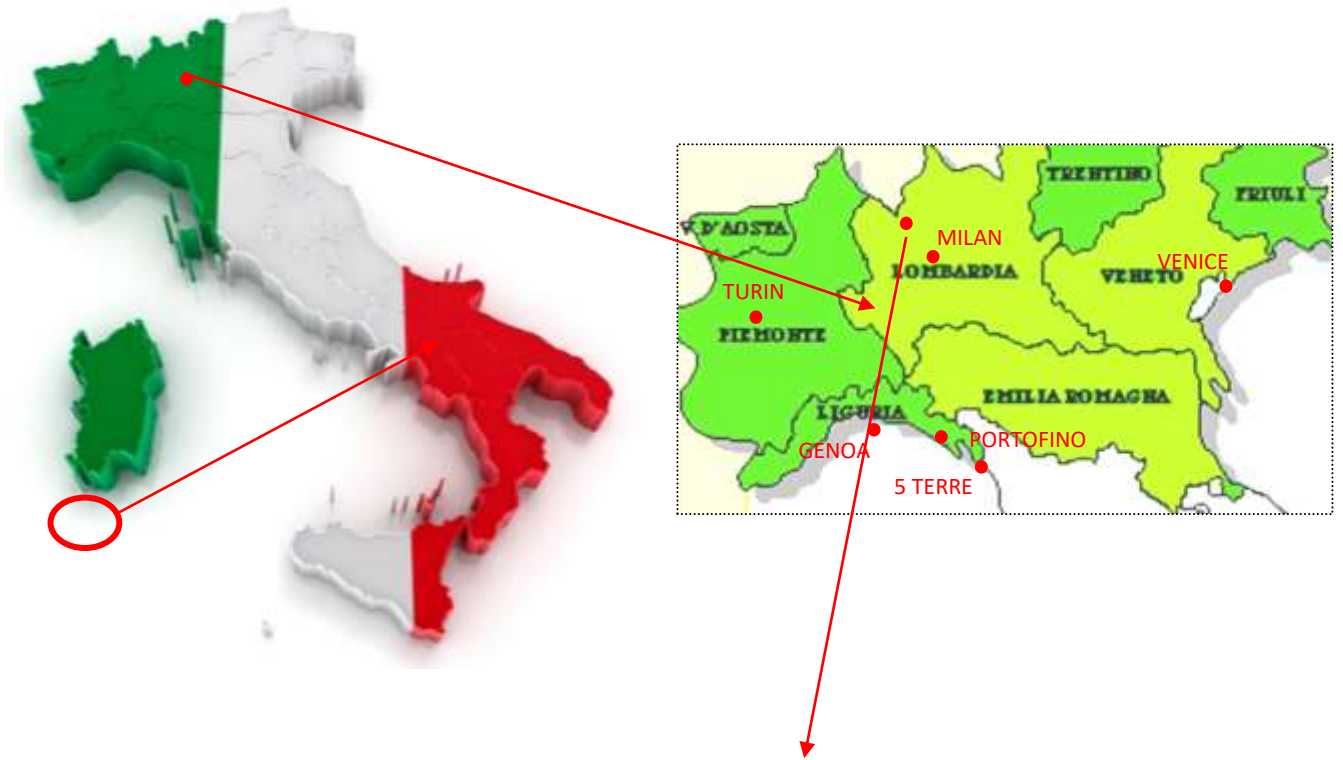 TRENTINO
FRIULI
V. D'AOSTA
MILAN
LOMBARDIA
VENICE
VENETO
TURIN
PIEMONTE
EMILIA ROMAGNA
LIGURIA
GENOA
PORTOFINO
5 TERRE